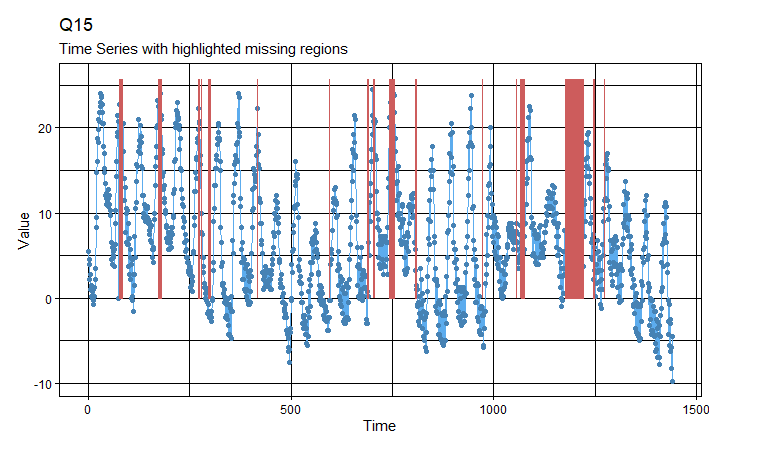 Q15
Time Series with highlighted missing regions
20
10
0
-10
Value
0 500 1000 1500
Time